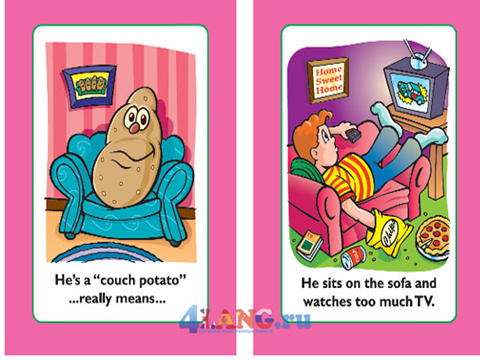 He's a “couch potato”
...really means...
Home
Sweet
Home
He sits on the sofa and
watches too much TV.
4LANG.ru